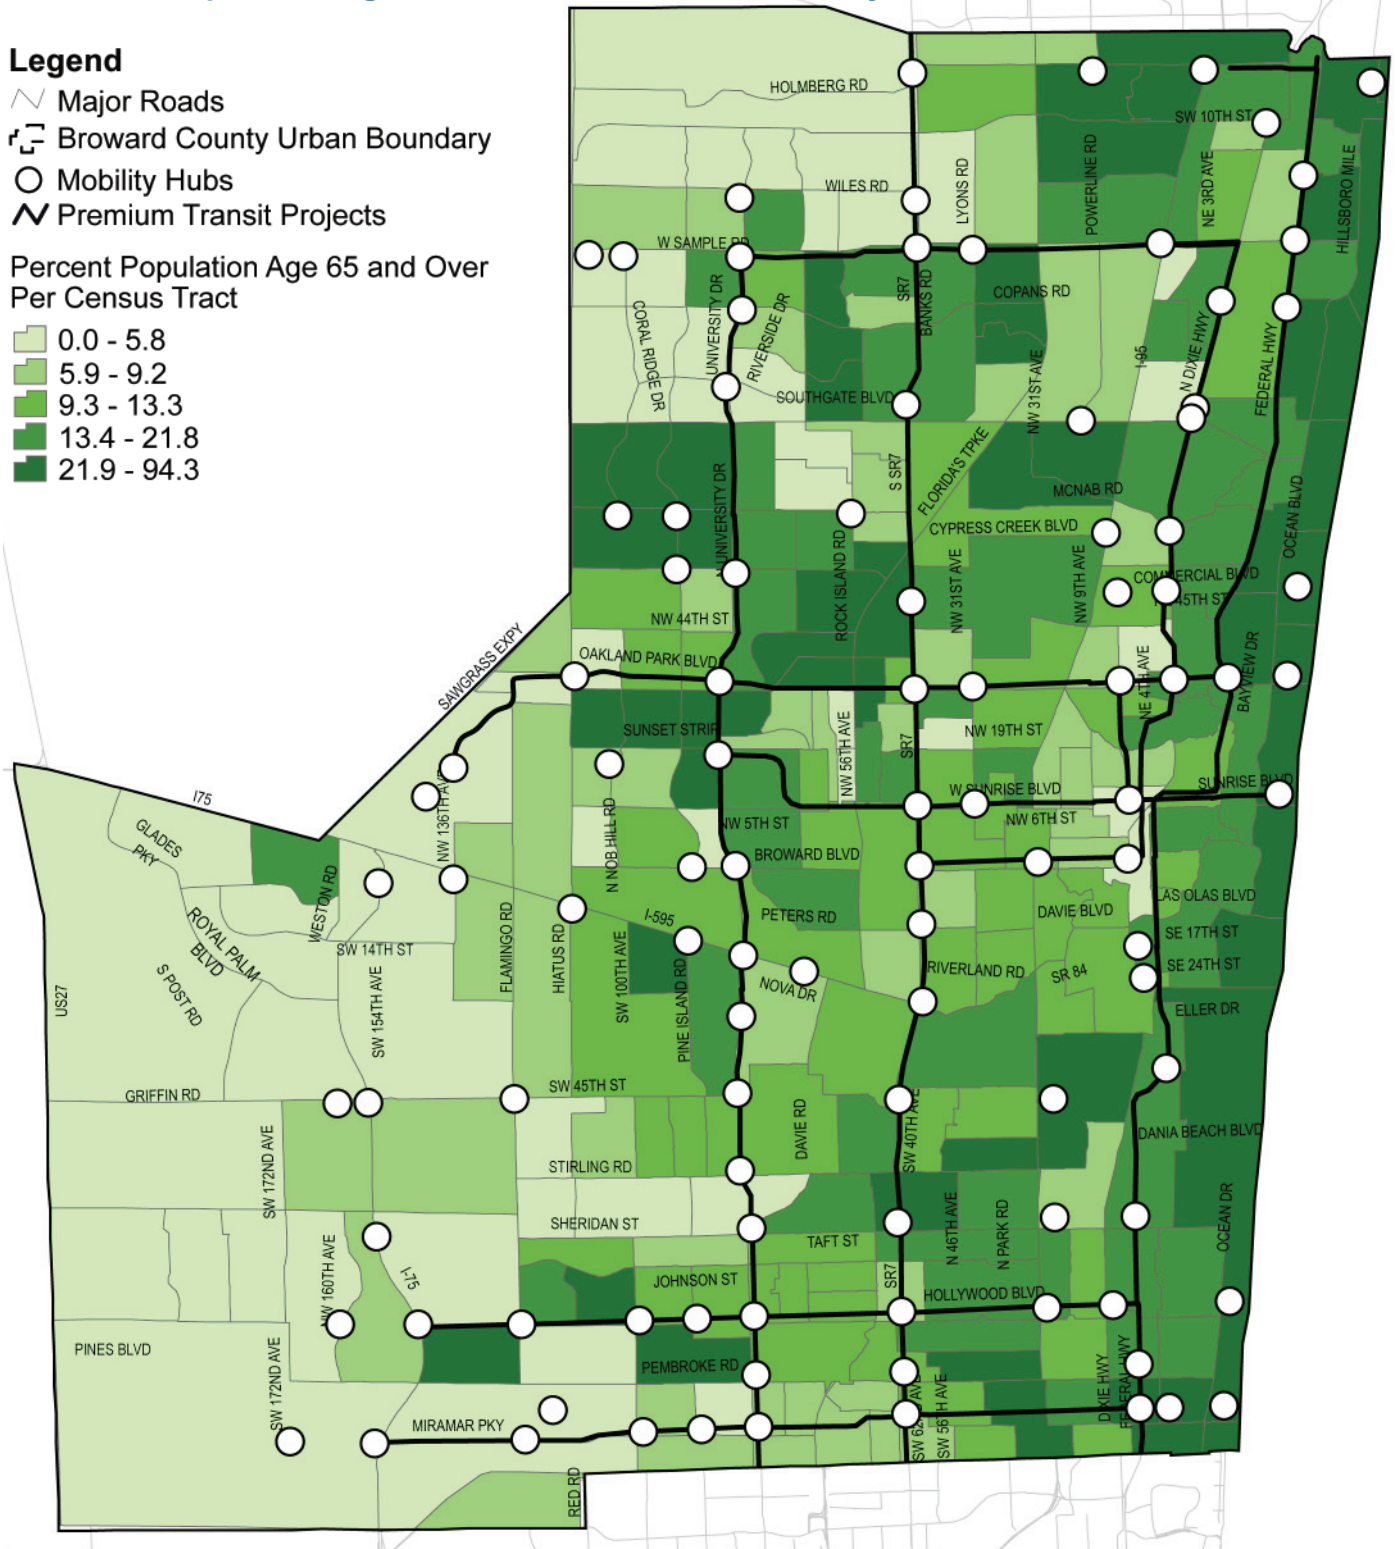 Legend
Major Roads
Broward County Urban Boundary
Mobility Hubs
Premium Transit Projects
Percent Population Age 65 and Over
Per Census Tract
0.0 - 5.8
5.9 - 9.2
9.3 - 13.3
13.4 - 21.8
21.9 - 94.3
HOLMBERG RD
SW 10TH ST
POWERLINE RD
LYONS RD
NE 3RD AVE
HILLSBORO MILE
WILES RD
W SAMPLE RD
CORAL RIDGE DR
UNIVERSITY DR
RIVERSIDE DR
SR7
BANKS RD
COPANS RD
I-95
N DIXIE HWY
FEDERAL HWY
NW 31ST AVE
SOUTHGATE BLVD
S SR7
FLORIDA'S TPKE
MCNAB RD
N UNIVERSITY DR
ROCK ISLAND RD
CYPRESS CREEK BLVD
OCEAN BLVD
NW 31ST AVE
NW 9TH AVE
COMMERCIAL BLVD
45TH ST
NW 44TH ST
SAWGRASS EXPY
OAKLAND PARK BLVD
NE 4TH AVE
BAYVIEW DR
SUNSET STRIP
NW 56TH AVE
SR7
NW 19TH ST
I75
NW 136TH AVE
N NOB HILL RD
W SUNRISE BLVD
SUNRISE BLVD
NW 5TH ST
NW 6TH ST
GLADES
PKY
BROWARD BLVD
WESTON RD
LAS OLAS BLVD
ROYAL PALM
BLVD
I-595
PETERS RD
DAVIE BLVD
SW 14TH ST
FLAMINGO RD
HIATUS RD
SW 100TH AVE
PINE ISLAND RD
SE 17TH ST
SE 24TH ST
RIVERLAND RD
SR 84
US27
S POST RD
SW 154TH AVE
NOVA DR
ELLER DR
GRIFFIN RD
SW 45TH ST
SW 172ND AVE
DAVIE RD
SW 40TH AVE
DANIA BEACH BLVD
STIRLING RD
SHERIDAN ST
TAFT ST
N 46TH AVE
N PARK RD
OCEAN DR
NW 160TH AVE
I-75
JOHNSON ST
SR7
HOLLYWOOD BLVD
PINES BLVD
SW 172ND AVE
PEMBROKE RD
DIXIE HWY
FEDERAL HWY
MIRAMAR PKY
SW 56TH AVE
RED RD